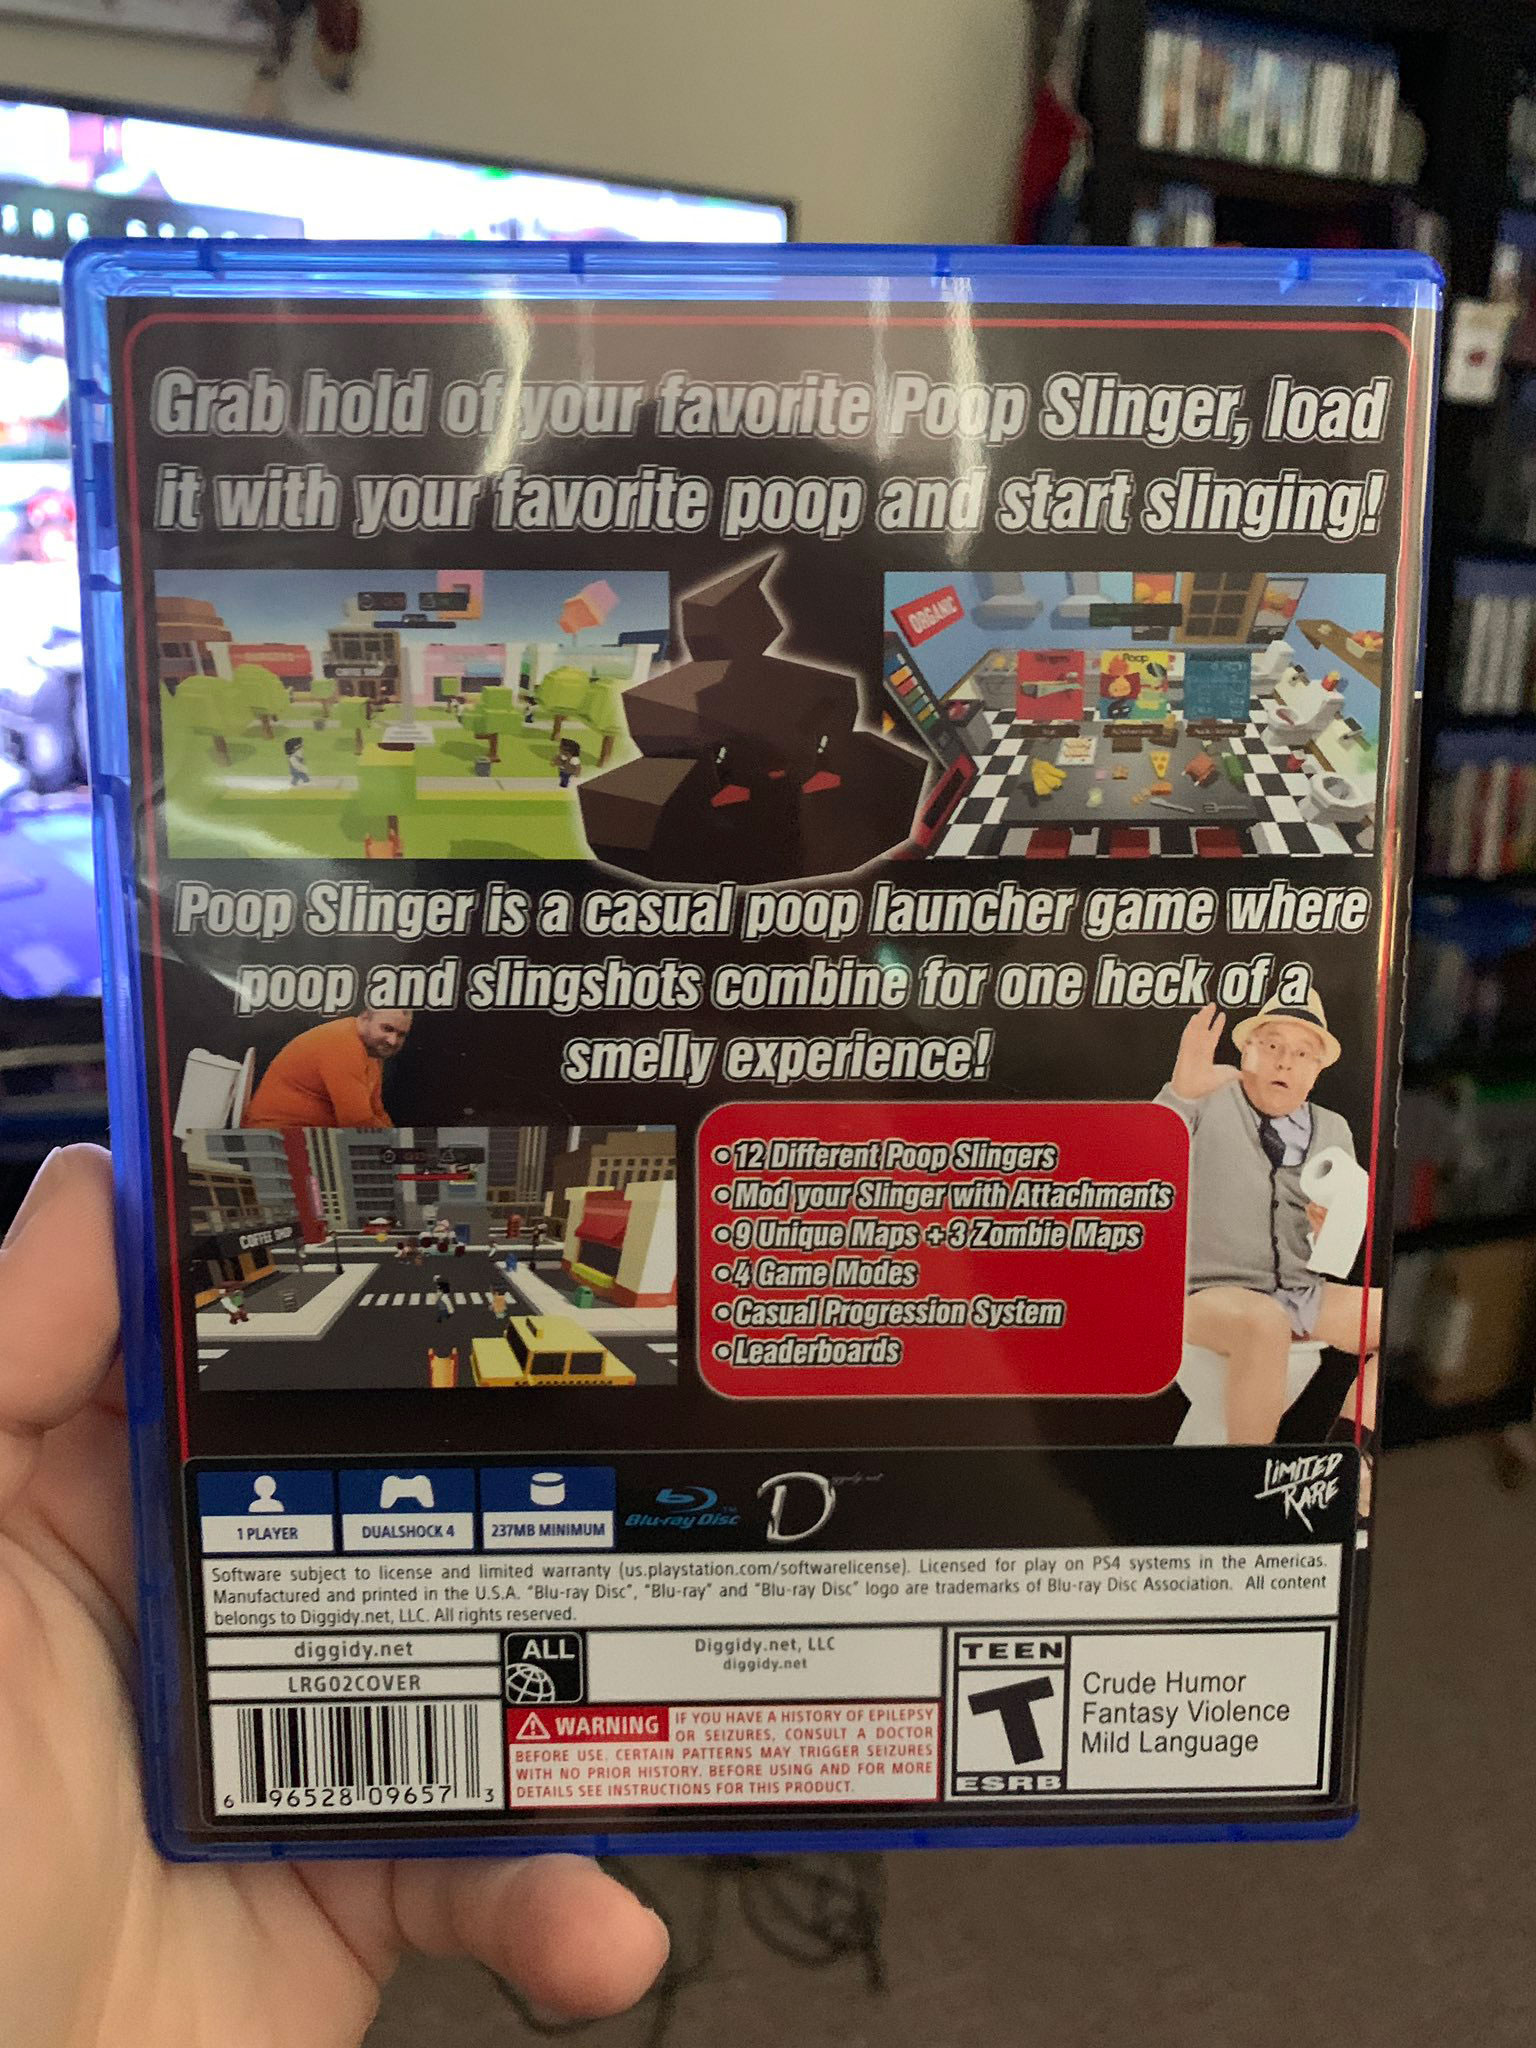 Grab hold of your favorite Poop Slinger, load
it with your favorite poop and start slinging!
ORGANIC
COFFEE SHOP
Poop
Poop Slinger is a casual poop launcher game where
poop and slingshots combine for one heck of a
smelly experience!
COFFEE SHOP
• 12 Different Poop Slingers
• Mod your Slinger with Attachments
• 9 Unique Maps + 3 Zombie Maps
• 4 Game Modes
• Casual Progression System
• Leaderboards
1 PLAYER
DUALSHOCK 4
237MB MINIMUM
Blu-ray Disc™
Diggidy.net
LIMITED
RARE
Software subject to license and limited warranty (us.playstation.com/softwarelicense). Licensed for play on PS4 systems in the Americas.
Manufactured and printed in the U.S.A. "Blu-ray Disc", "Blu-ray" and "Blu-ray Disc" logo are trademarks of Blu-ray Disc Association. All content
belongs to Diggidy.net, LLC. All rights reserved.
diggidy.net
LRG02COVER
6 96528 09657 3
ALL
Diggidy.net, LLC
diggidy.net
WARNING IF YOU HAVE A HISTORY OF EPILEPSY
OR SEIZURES, CONSULT A DOCTOR
BEFORE USE. CERTAIN PATTERNS MAY TRIGGER SEIZURES
WITH NO PRIOR HISTORY. BEFORE USING AND FOR MORE
DETAILS SEE INSTRUCTIONS FOR THIS PRODUCT.
TEEN
T
ESRB
Crude Humor
Fantasy Violence
Mild Language